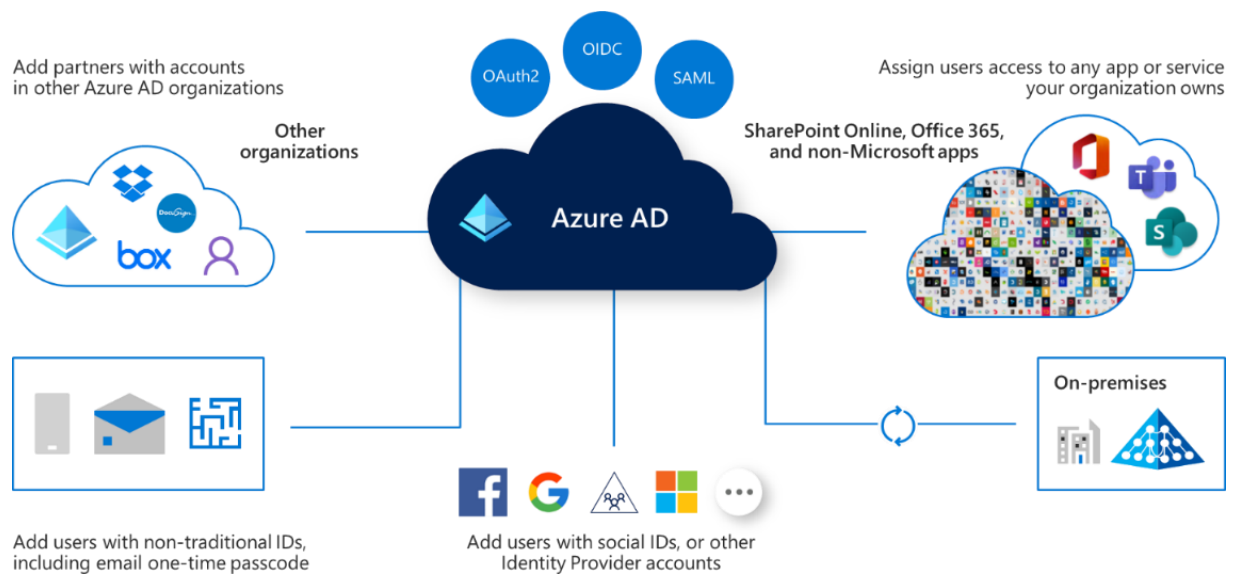 OAuth2
OIDC
SAML
Add partners with accounts
in other Azure AD organizations
Other
organizations
DocuSign
box
Azure AD
Assign users access to any app or service
your organization owns
SharePoint Online, Office 365,
and non-Microsoft apps
T
S
On-premises
Add users with non-traditional IDs,
including email one-time passcode
Add users with social IDs, or other
Identity Provider accounts